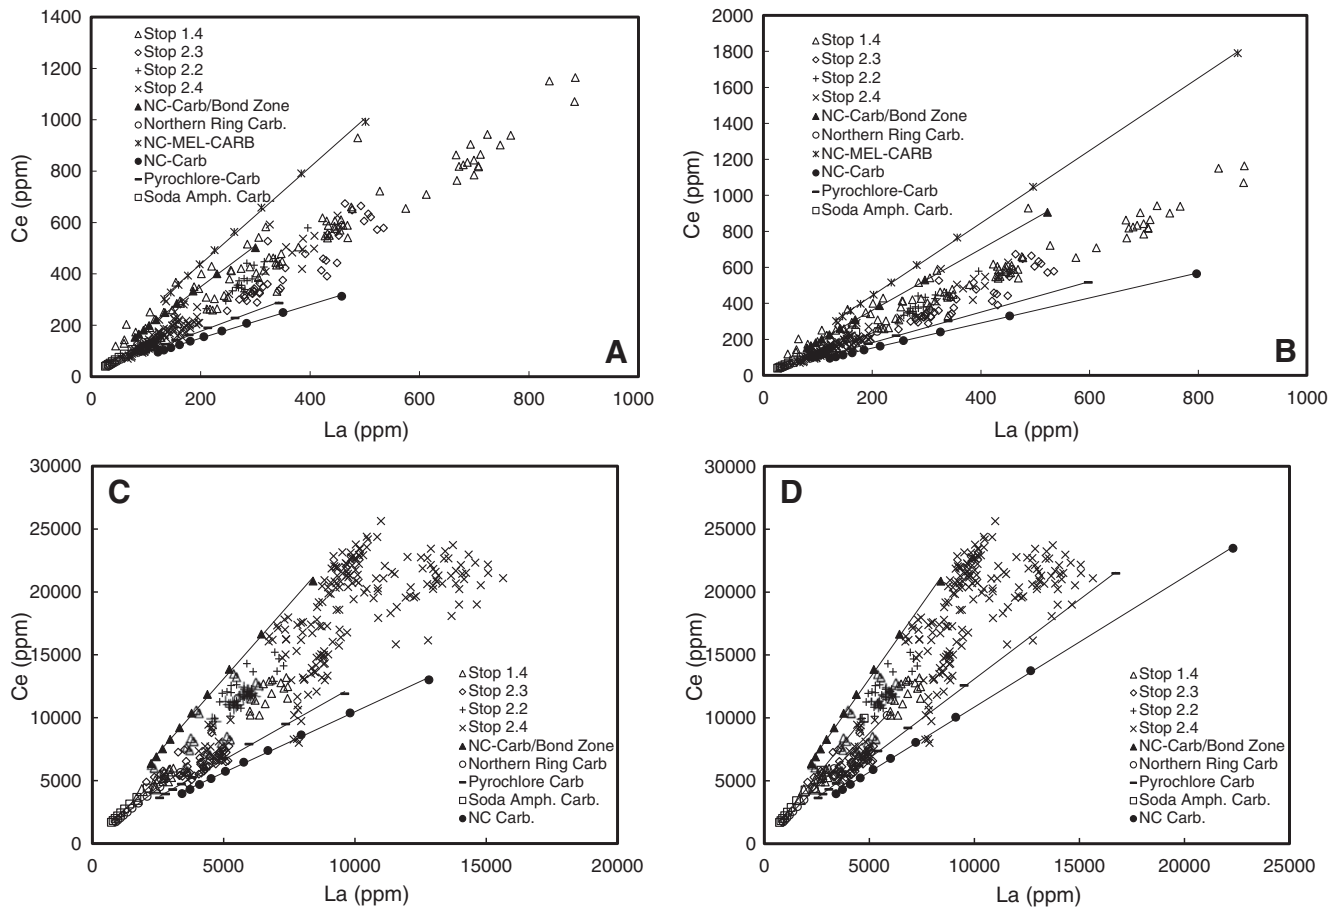 1400
1200
1000
800
600
400
200
0
Ce (ppm)
Stop 1.4
Stop 2.3
Stop 2.2
Stop 2.4
NC-Carb/Bond Zone
Northern Ring Carb.
NC-MEL-CARB
NC-Carb
Pyrochlore-Carb
Soda Amph. Carb.
A
0 200 400 600 800 1000
La (ppm)
2000
1800
1600
1400
1200
1000
800
600
400
200
0
Ce (ppm)
Stop 1.4
Stop 2.3
Stop 2.2
Stop 2.4
NC-Carb/Bond Zone
Northern Ring Carb.
NC-MEL-CARB
NC-Carb
Pyrochlore-Carb
Soda Amph. Carb.
B
0 200 400 600 800 1000
La (ppm)
30000
25000
20000
15000
10000
5000
0
Ce (ppm)
C
Stop 1.4
Stop 2.3
Stop 2.2
Stop 2.4
NC-Carb/Bond Zone
Northern Ring Carb
Pyrochlore Carb
Soda Amph. Carb.
NC Carb.
0 5000 10000 15000 20000
La (ppm)
30000
25000
20000
15000
10000
5000
0
Ce (ppm)
D
Stop 1.4
Stop 2.3
Stop 2.2
Stop 2.4
NC-Carb/Bond Zone
Northern Ring Carb
Pyrochlore Carb
Soda Amph. Carb.
NC Carb.
0 5000 10000 15000 20000 25000
La (ppm)